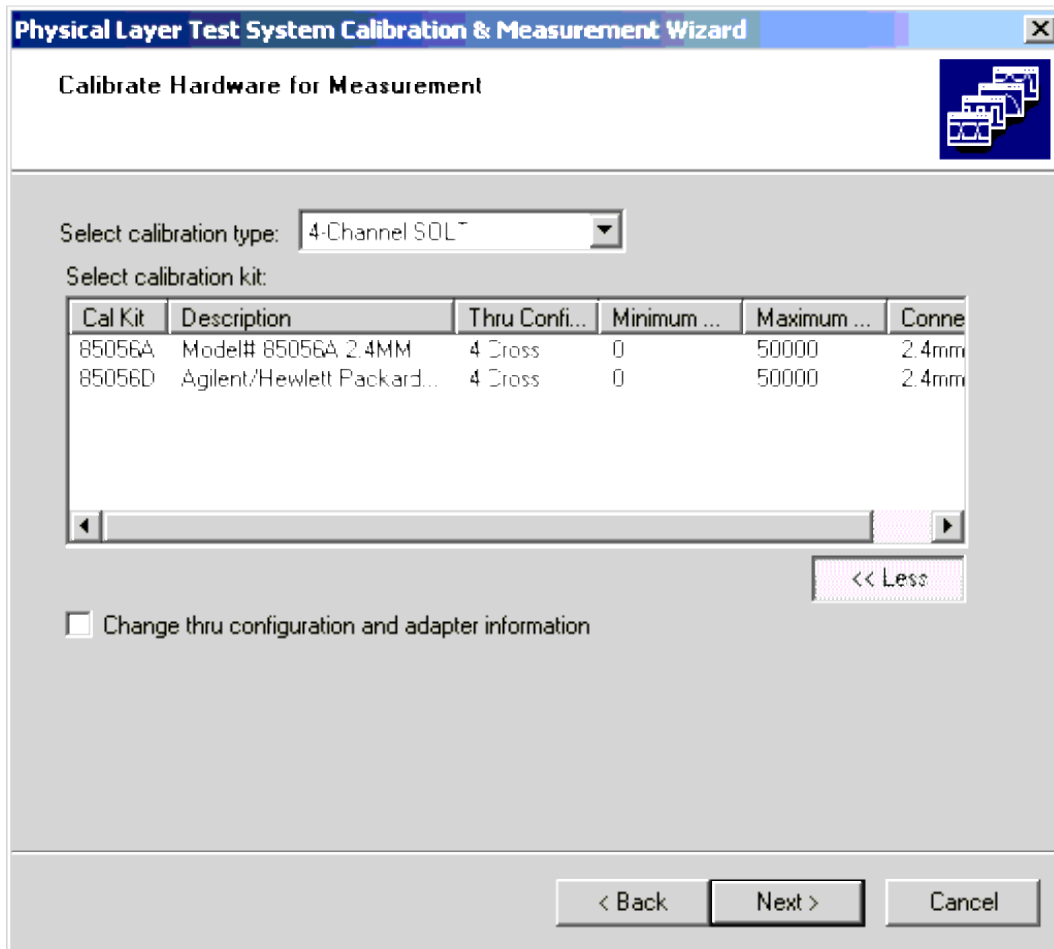 Physical Layer Test System Calibration & Measurement Wizard
Calibrate Hardware for Measurement
Select calibration type: 4-Channel SOLT
Select calibration kit:
Cal Kit Description Thru Confi... Minimum ... Maximum ... Conne
85056A Model# 85056A 2.4MM 4 Cross 0 50000 2.4mm
85056D Agilent/Hewlett Packard... 4 Cross 0 50000 2.4mm
<< Less
Change thru configuration and adapter information
< Back Next > Cancel